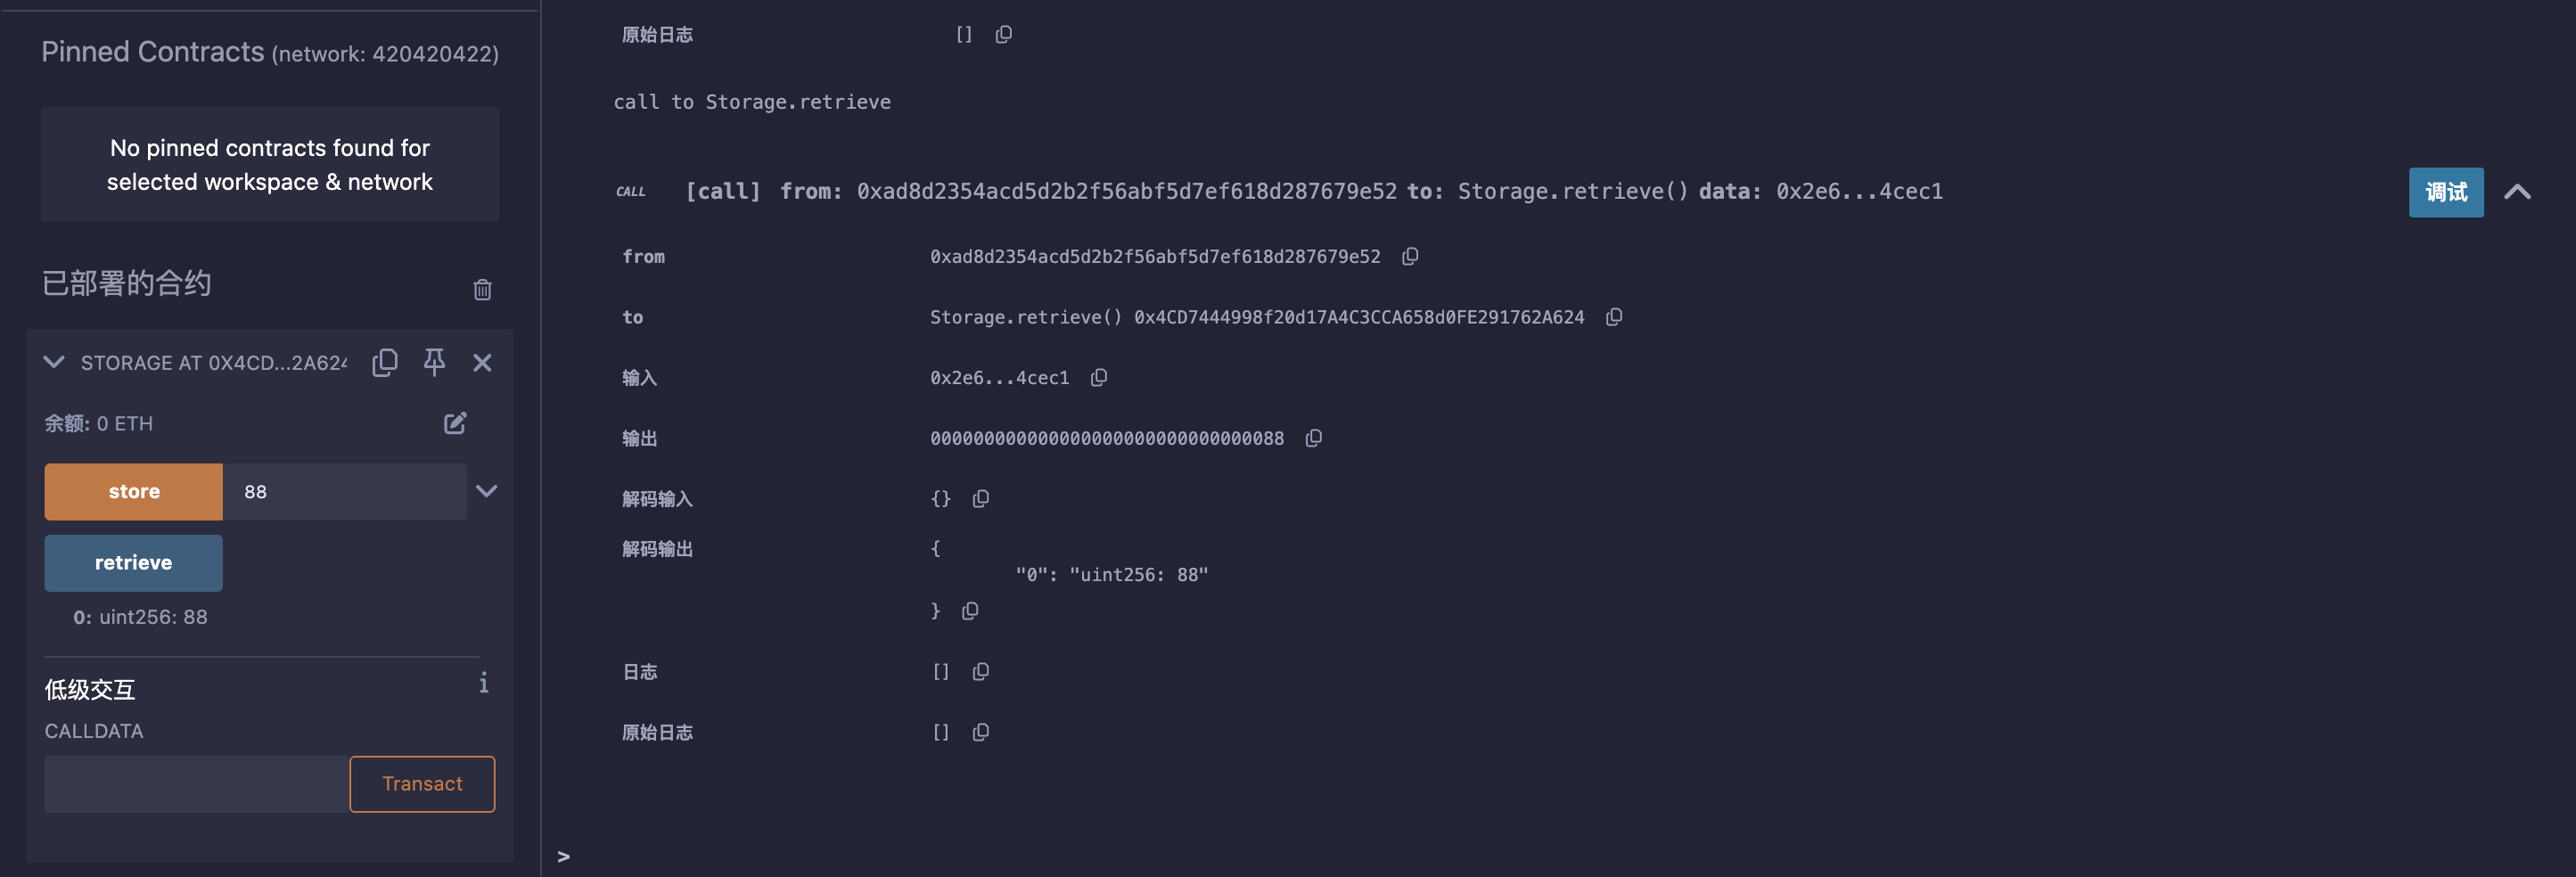 Pinned Contracts (network: 420420422)
No pinned contracts found for
selected workspace & network
已部署的合约
STORAGE AT 0X4CD...2A624
余额: 0 ETH
store 88
retrieve
0: uint256: 88
低级交互
CALLDATA
Transact
原始日志 []
call to Storage.retrieve
CALL [call] from: 0xad8d2354acd5d2b2f56abf5d7ef618d287679e52 to: Storage.retrieve() data: 0x2e6...4cec1
调试
from 0xad8d2354acd5d2b2f56abf5d7ef618d287679e52
to Storage.retrieve() 0x4CD7444998f20d17A4C3CCA658d0FE291762A624
输入 0x2e6...4cec1
输出 000000000000000000000000000000088
解码输入 {}
解码输出 {
"0": "uint256: 88"
}
日志 []
原始日志 []
>